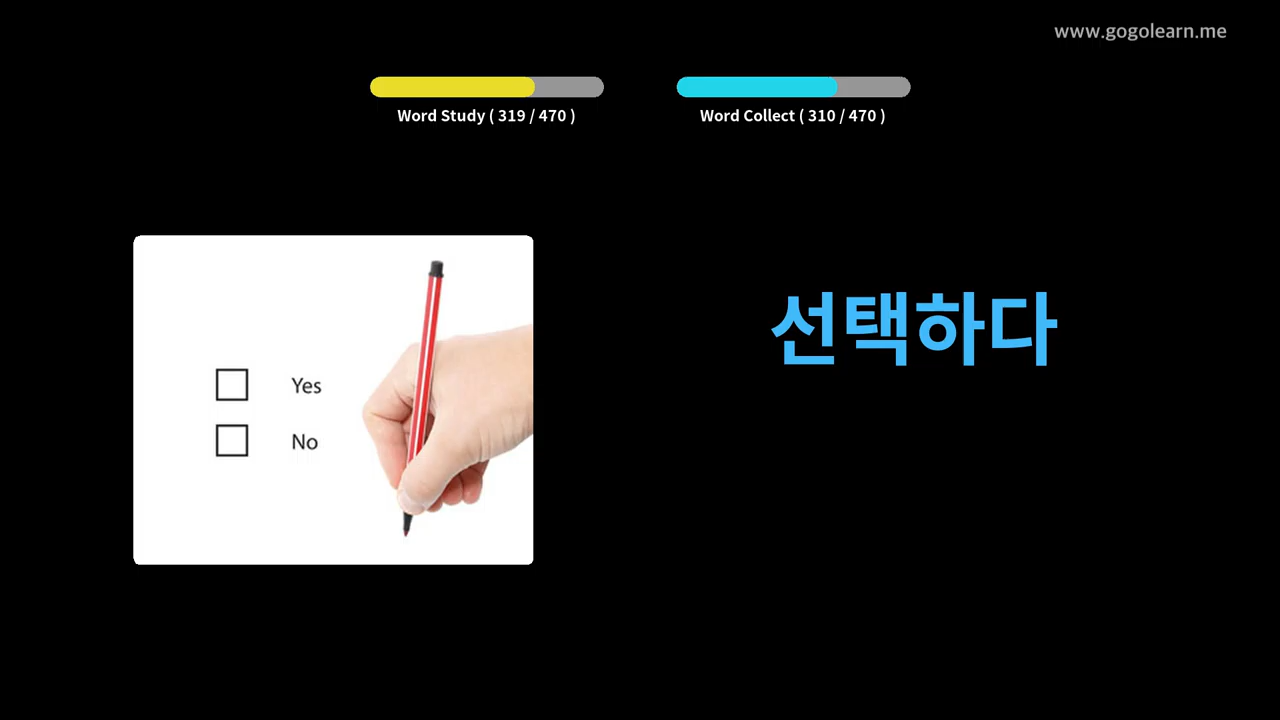 www.gogolearn.me
Word Study ( 319 / 470 )
Word Collect ( 310 / 470 )
선택하다
Yes
No